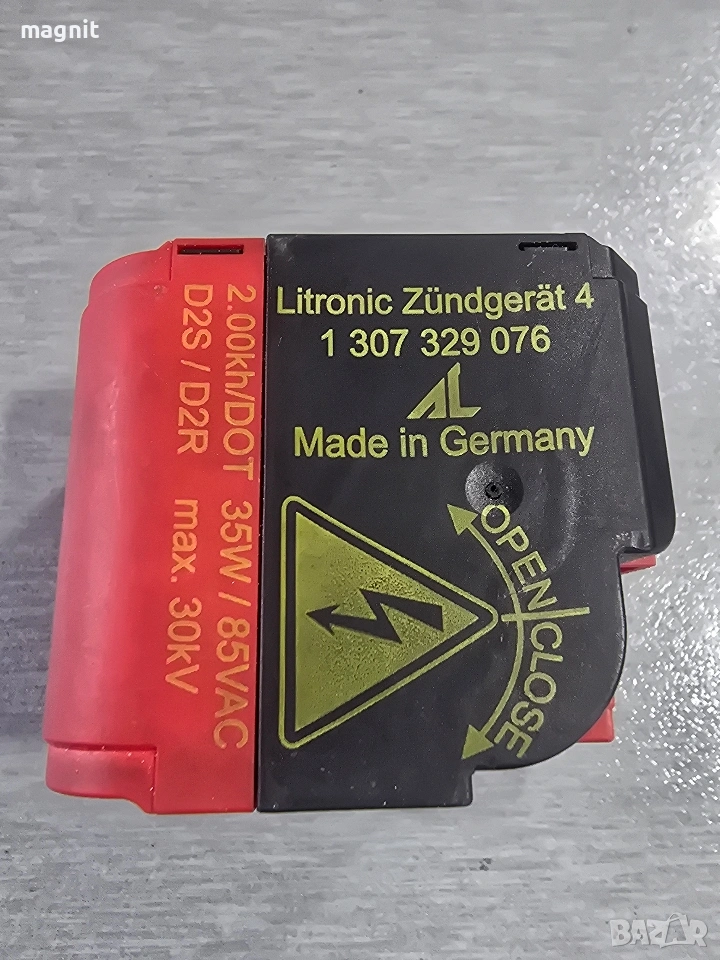 magnit
Litronic Zündgerät 4
1 307 329 076
AL
Made in Germany
OPEN CLOSE
2.00kh/DOT 35W / 85VAC
D2S / D2R max. 30kV
BAZAR